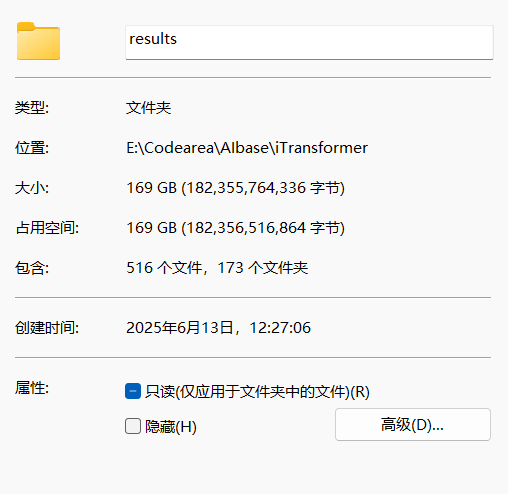 results
类型: 文件夹
位置: E:\Codearea\AIbase\iTransformer
大小: 169 GB (182,355,764,336 字节)
占用空间: 169 GB (182,356,516,864 字节)
包含: 516 个文件，173 个文件夹
创建时间: 2025年6月13日，12:27:06
属性: 只读(仅应用于文件夹中的文件)(R)
隐藏(H) 高级(D)...